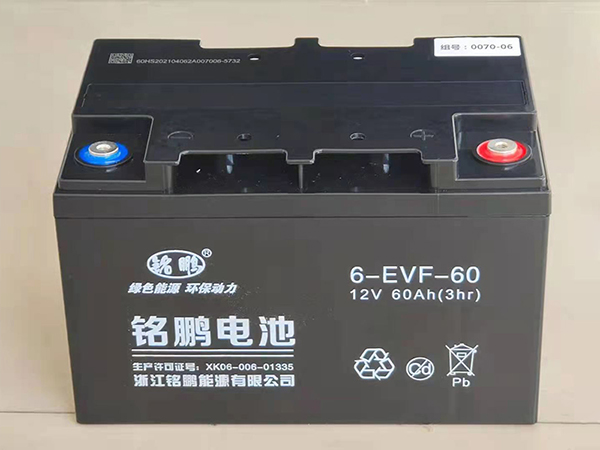 60HS202104062A007006-5732
组号：0070-06
铭鹏®
绿色能源 环保动力
铭鹏电池
生产许可证号：XK06-006-01335
浙江铭鹏能源有限公司
6-EVF-60
12V 60Ah(3hr)
Cd
Pb